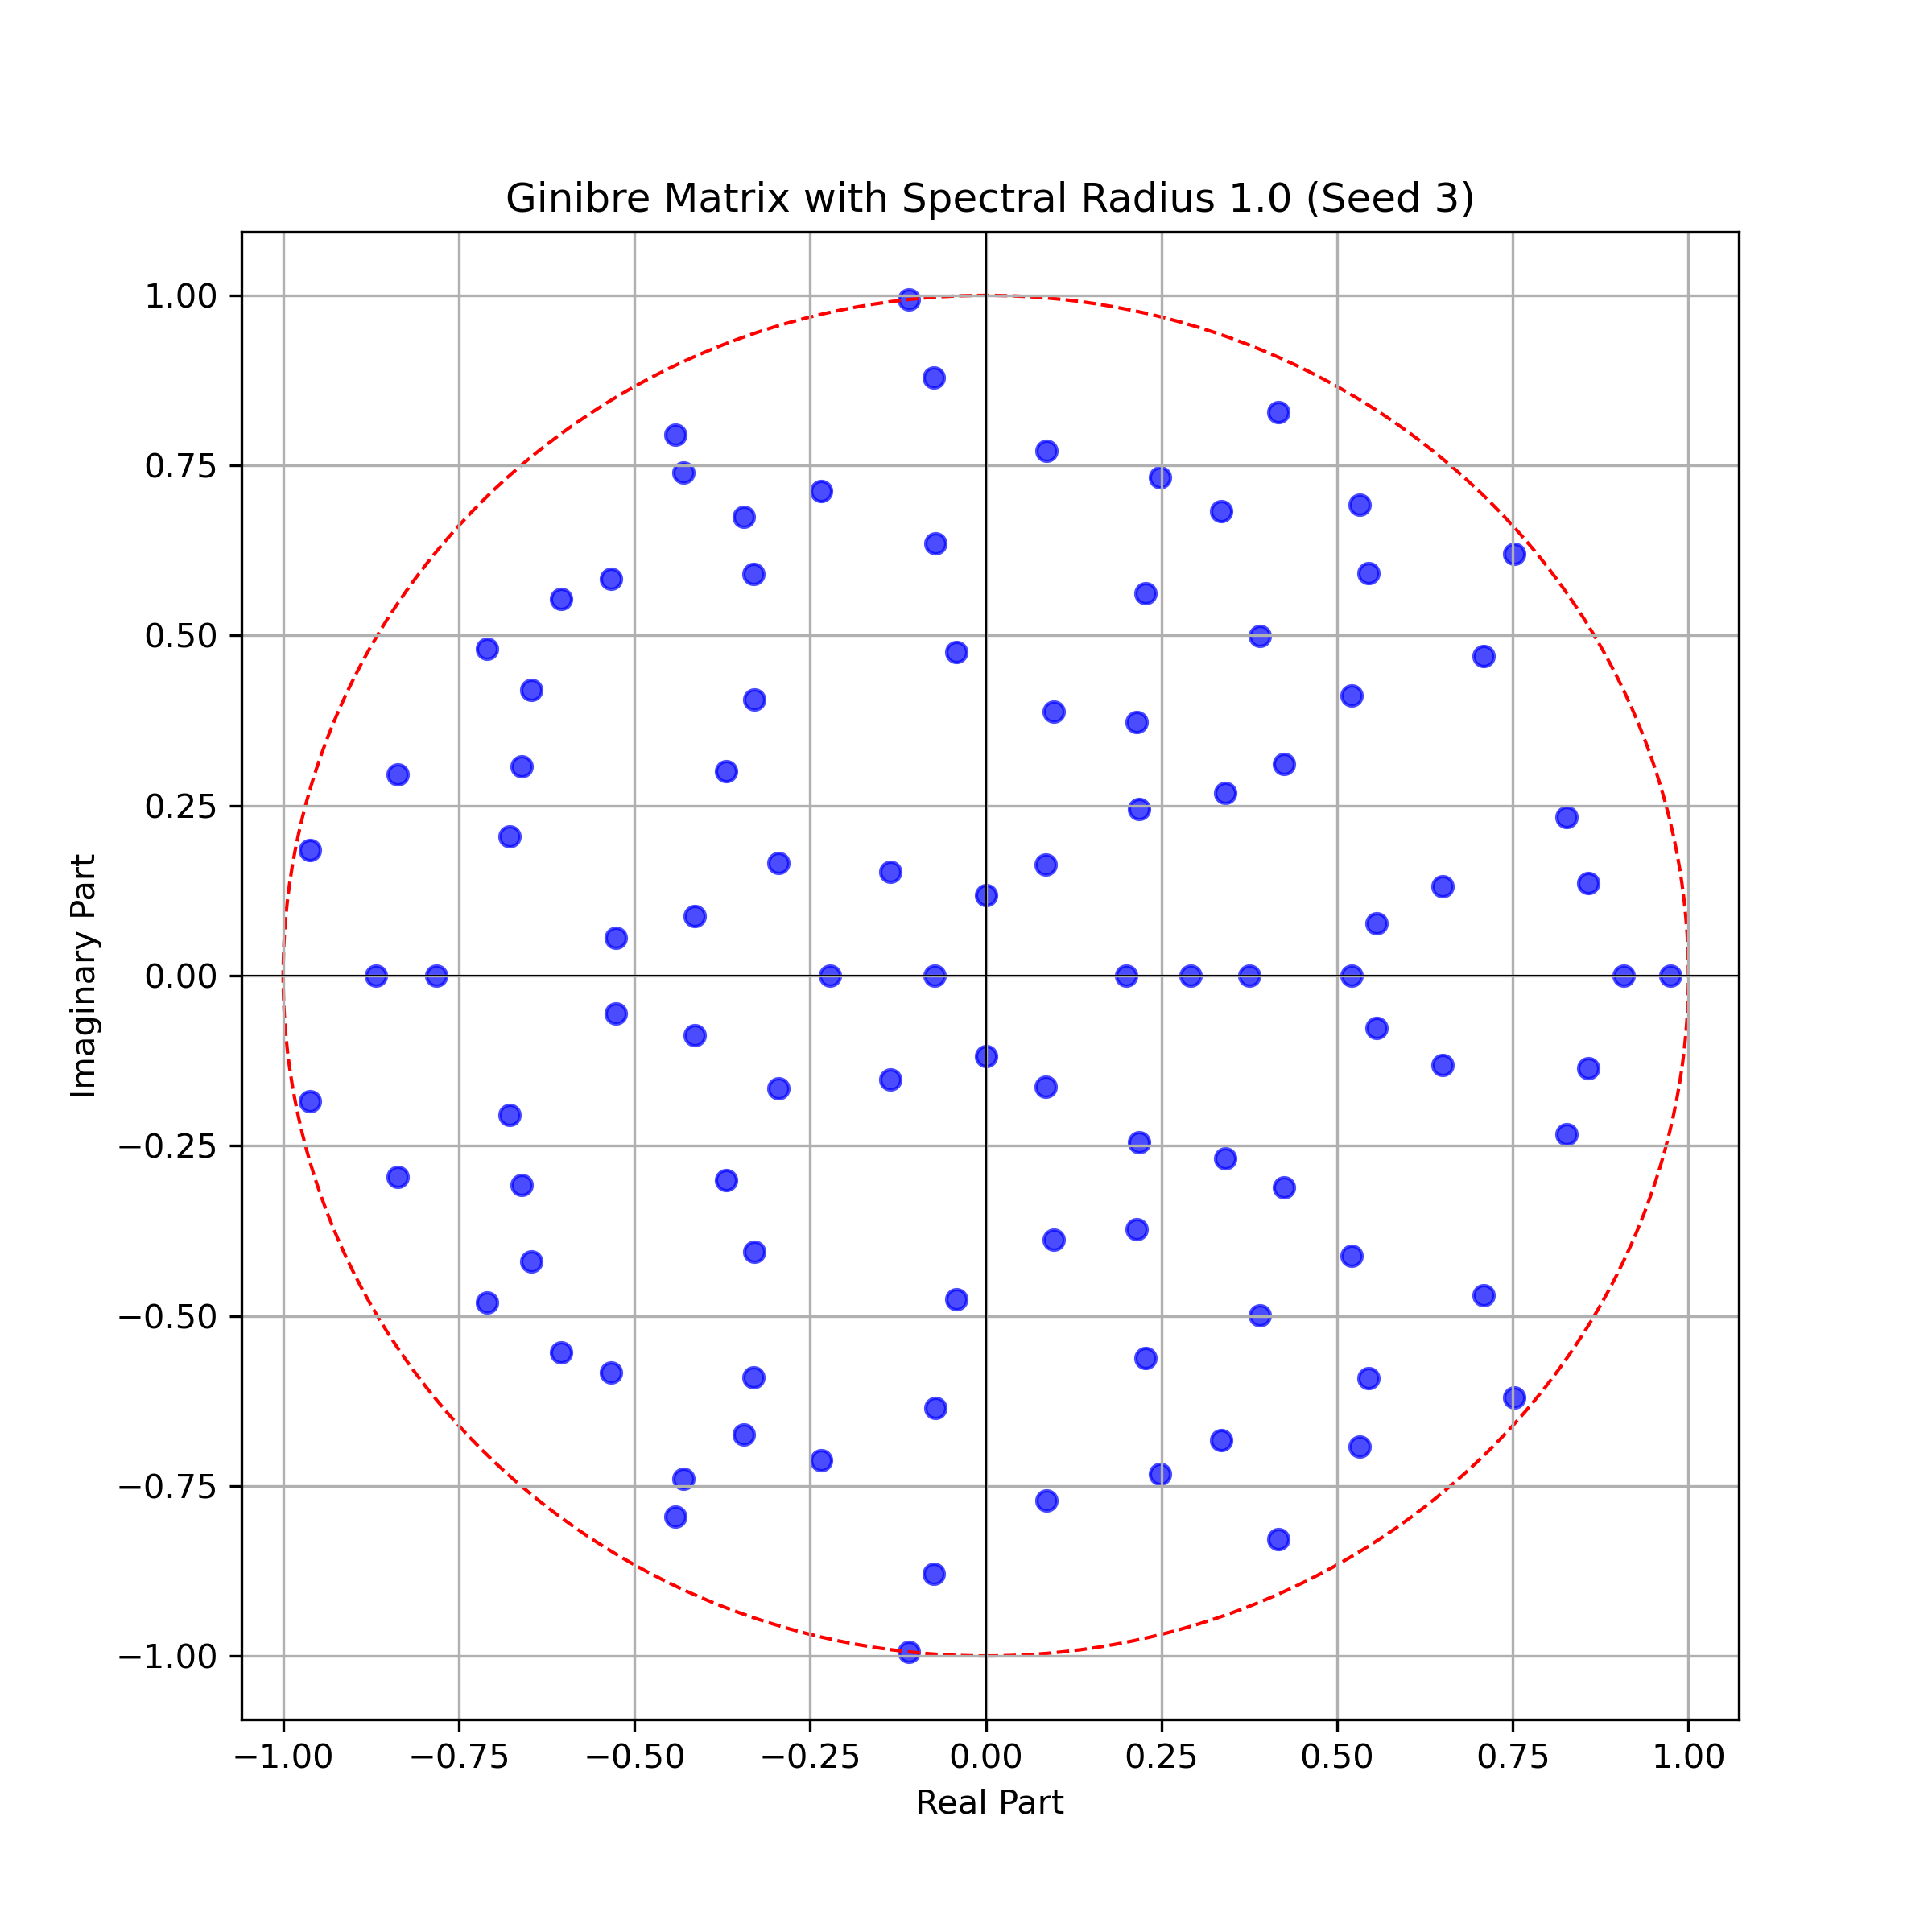 Ginibre Matrix with Spectral Radius 1.0 (Seed 3)
1.00
0.75
0.50
0.25
0.00
−0.25
−0.50
−0.75
−1.00
Imaginary Part
−1.00 −0.75 −0.50 −0.25 0.00 0.25 0.50 0.75 1.00
Real Part